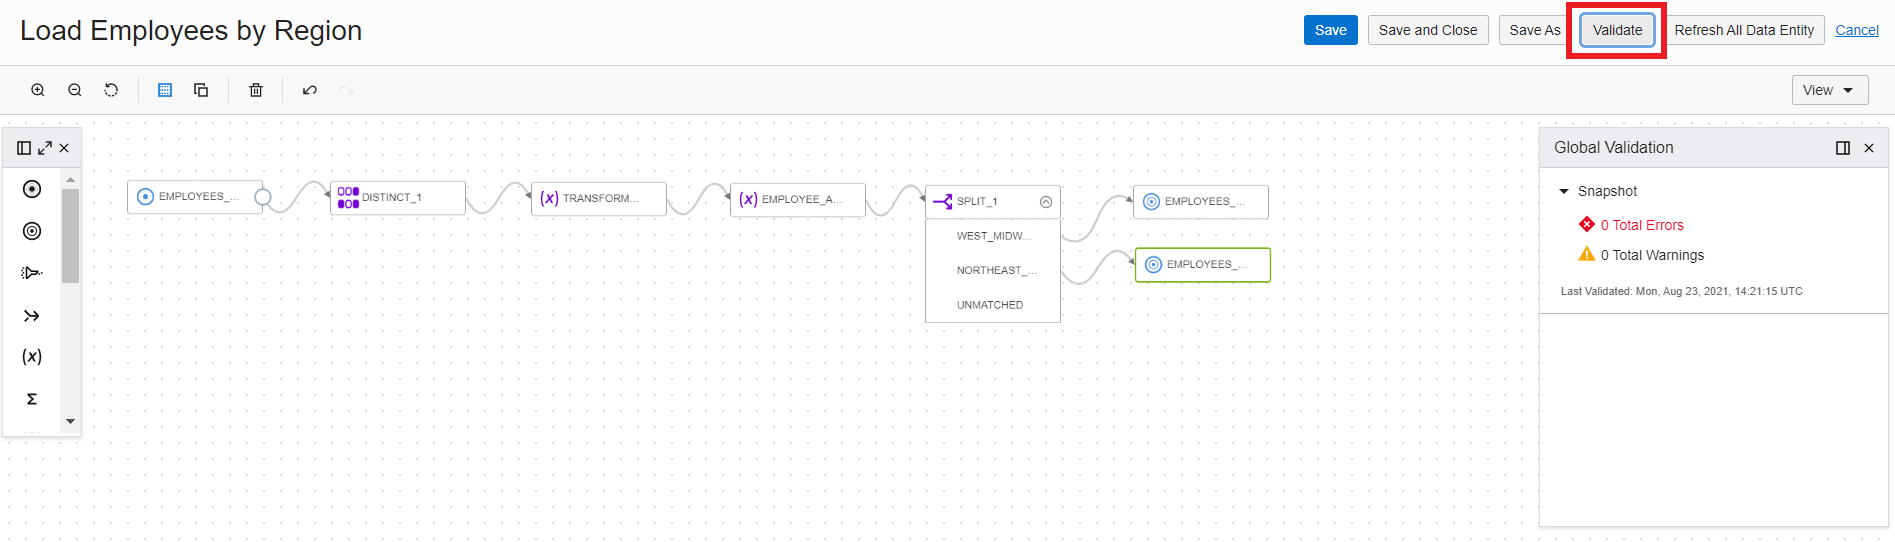 Load Employees by Region
Save
Save and Close
Save As
Validate
Refresh All Data Entity
Cancel
View
EMPLOYEES_...
DISTINCT_1
(x) TRANSFORM...
(x) EMPLOYEE_A...
SPLIT_1
WEST_MIDW...
NORTHEAST_...
UNMATCHED
EMPLOYEES_...
EMPLOYEES_...
(x)
Σ
Global Validation
Snapshot
0 Total Errors
0 Total Warnings
Last Validated: Mon, Aug 23, 2021, 14:21:15 UTC